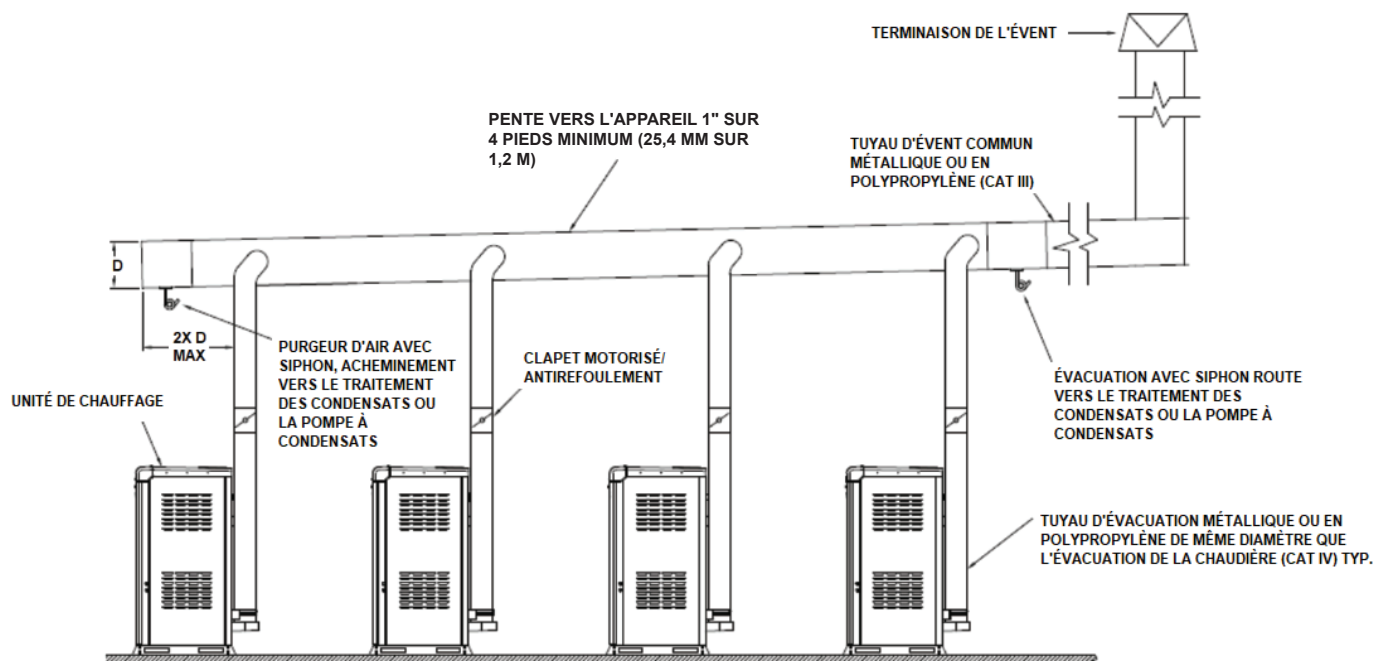 TERMINAISON DE L'ÉVENT
PENTE VERS L'APPAREIL 1" SUR
4 PIEDS MINIMUM (25,4 MM SUR
1,2 M)
TUYAU D'ÉVENT COMMUN
MÉTALLIQUE OU EN
POLYPROPYLÈNE (CAT III)
D
2X D
MAX
PURGEUR D'AIR AVEC
SIPHON, ACHEMINEMENT
VERS LE TRAITEMENT
DES CONDENSATS OU
LA POMPE À
CONDENSATS
CLAPET MOTORISÉ/
ANTIREFOULEMENT
ÉVACUATION AVEC SIPHON ROUTE
VERS LE TRAITEMENT DES
CONDENSATS OU LA POMPE À
CONDENSATS
UNITÉ DE CHAUFFAGE
TUYAU D'ÉVACUATION MÉTALLIQUE OU EN
POLYPROPYLÈNE DE MÊME DIAMÈTRE QUE
L'ÉVACUATION DE LA CHAUDIÈRE (CAT IV) TYP.